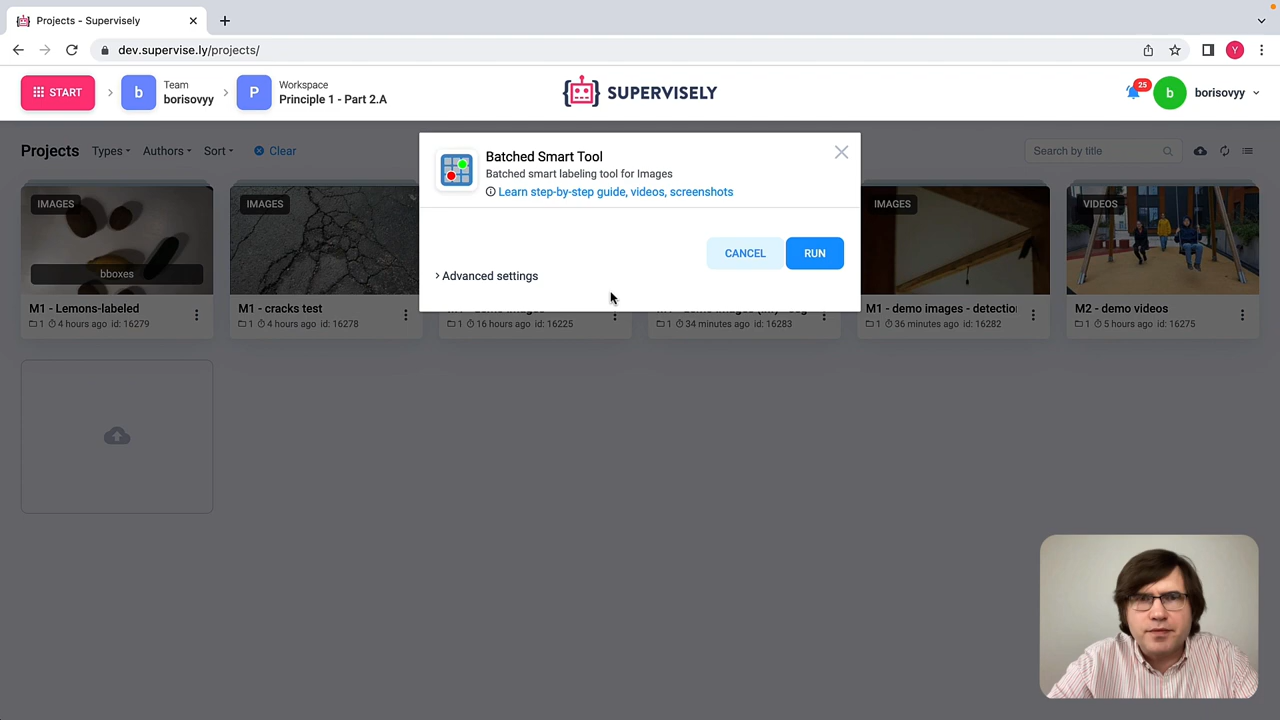 Projects - Supervisely
dev.supervise.ly/projects/
Y
START
b
Team
borisovyy
P
Workspace
Principle 1 - Part 2.A
SUPERVISELY
25
b
borisovyy
Projects
Types
Authors
Sort
Clear
Search by title
Batched Smart Tool
Batched smart labeling tool for Images
Learn step-by-step guide, videos, screenshots
CANCEL
RUN
Advanced settings
IMAGES
bboxes
M1 - Lemons-labeled
1 4 hours ago id: 16279
IMAGES
M1 - cracks test
1 4 hours ago id: 16278
1 16 hours ago id: 16225
1 34 minutes ago id: 16283
IMAGES
M1 - demo images - detection
1 36 minutes ago id: 16282
VIDEOS
M2 - demo videos
1 5 hours ago id: 16275